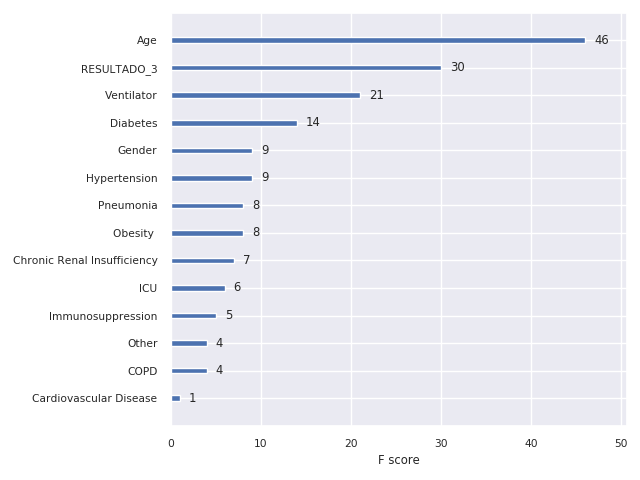 Age 46
RESULTADO_3 30
Ventilator 21
Diabetes 14
Gender 9
Hypertension 9
Pneumonia 8
Obesity 8
Chronic Renal Insufficiency 7
ICU 6
Immunosuppression 5
Other 4
COPD 4
Cardiovascular Disease 1
0 10 20 30 40 50
F score